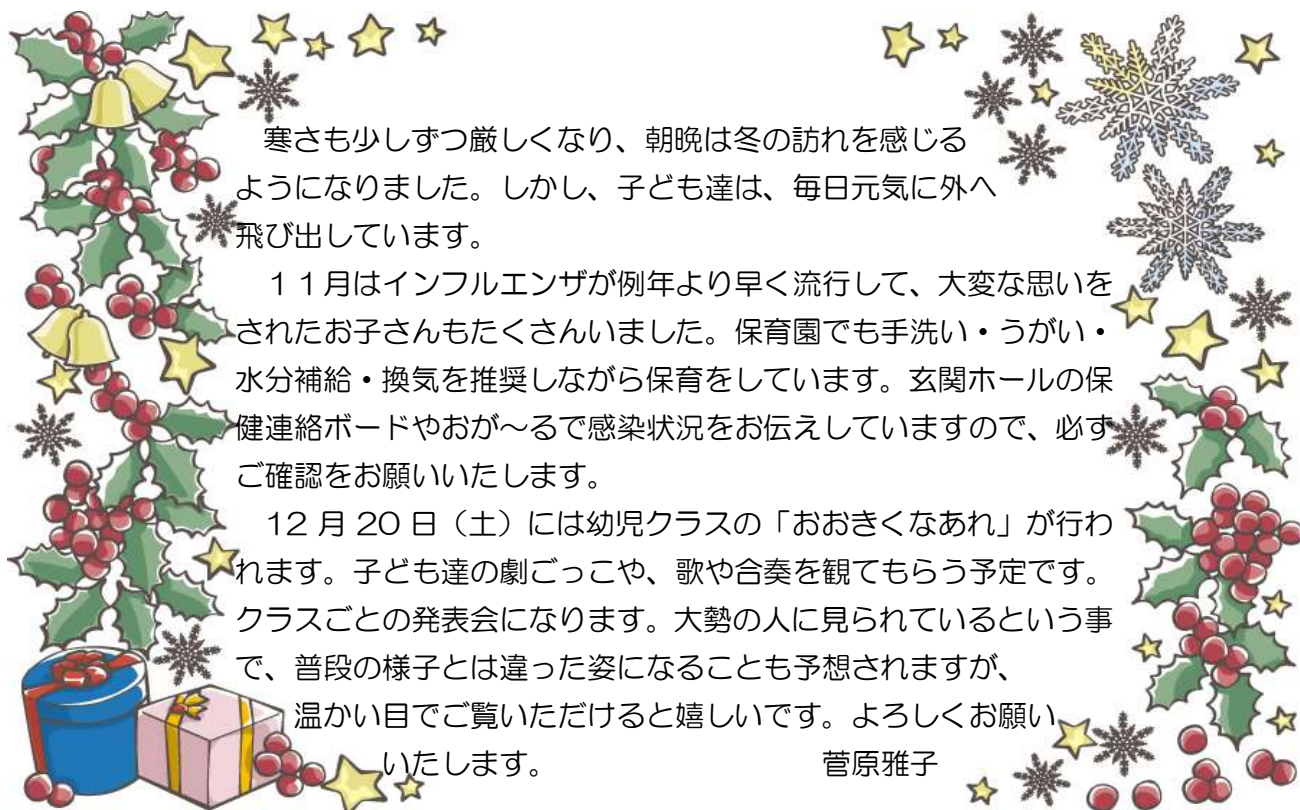 寒さも少しずつ厳しくなり、朝晩は冬の訪れを感じる
ようになりました。しかし、子ども達は、毎日元気に外へ
飛び出しています。
１１月はインフルエンザが例年より早く流行して、大変な思いを
されたお子さんもたくさんいました。保育園でも手洗い・うがい・
水分補給・換気を推奨しながら保育をしています。玄関ホールの保
健連絡ボードやおが～るで感染状況をお伝えしていますので、必ず
ご確認をお願いいたします。
12 月 20 日（土）には幼児クラスの「おおきくなあれ」が行わ
れます。子ども達の劇ごっこや、歌や合奏を観てもらう予定です。
クラスごとの発表会になります。大勢の人に見られているという事
で、普段の様子とは違った姿になることも予想されますが、
温かい目でご覧いただけると嬉しいです。よろしくお願い
いたします。 菅原雅子